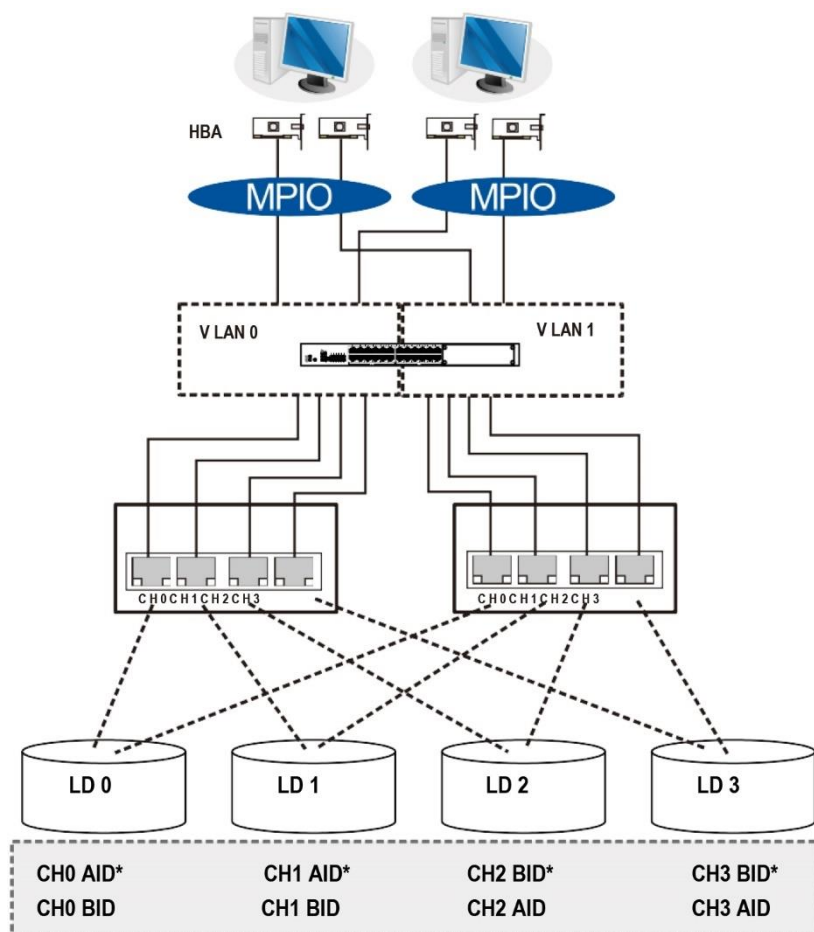 HBA
MPIO MPIO
V LAN 0 V LAN 1
CH0CH1CH2CH3 CH0CH1CH2CH3
LD 0 LD 1 LD 2 LD 3
CH0 AID* CH1 AID* CH2 BID* CH3 BID*
CH0 BID CH1 BID CH2 AID CH3 AID